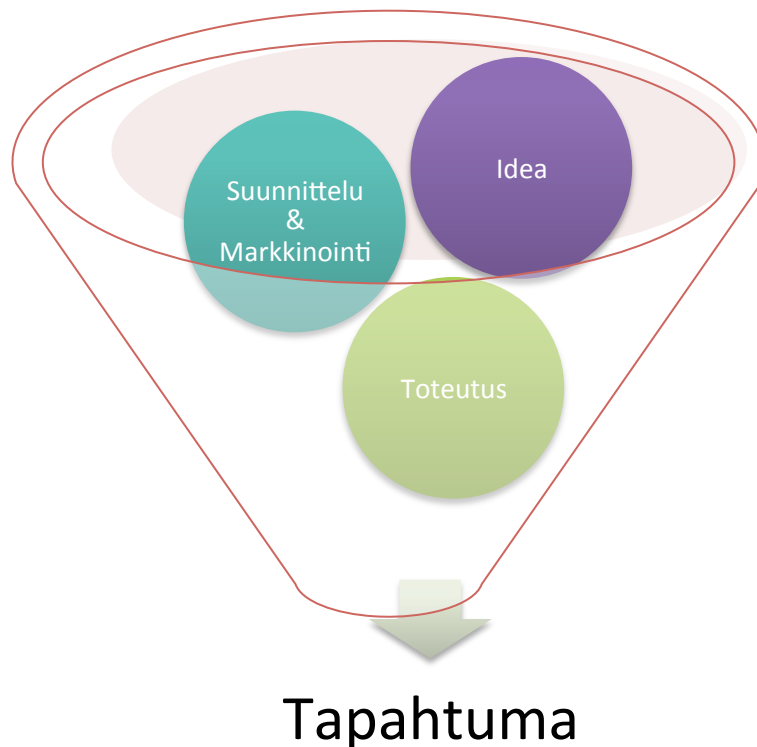 Idea
Suunnittelu
&
Markkinointi
Toteutus
Tapahtuma